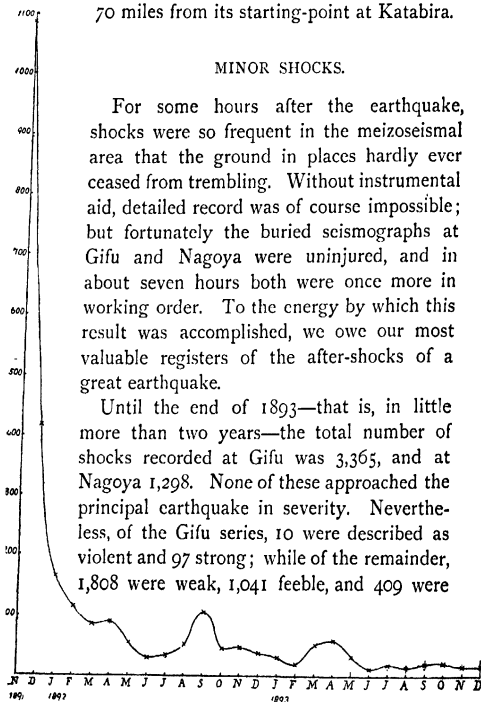 70 miles from its starting-point at Katabira.
MINOR SHOCKS.
For some hours after the earthquake,
shocks were so frequent in the meizoseismal
area that the ground in places hardly ever
ceased from trembling. Without instrumental
aid, detailed record was of course impossible;
but fortunately the buried seismographs at
Gifu and Nagoya were uninjured, and in
about seven hours both were once more in
working order. To the energy by which this
result was accomplished, we owe our most
valuable registers of the after-shocks of a
great earthquake.
Until the end of 1893—that is, in little
more than two years—the total number of
shocks recorded at Gifu was 3,365, and at
Nagoya 1,298. None of these approached the
principal earthquake in severity. Neverthe-
less, of the Gifu series, 10 were described as
violent and 97 strong; while of the remainder,
1,808 were weak, 1,041 feeble, and 409 were
1100
1000
900
800
700
600
500
400
300
200
100
N D J F M A M J J A S O N D J F M A M J J A S O N D
1891 1892 1893